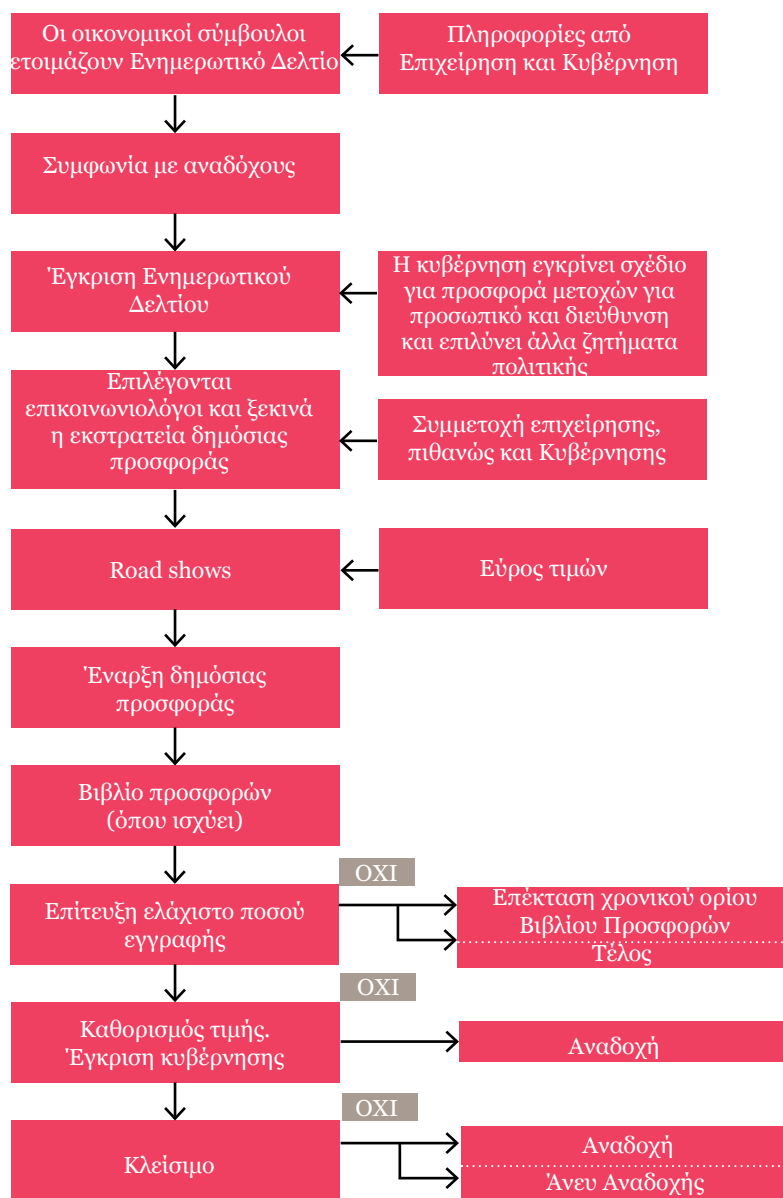 Οι οικονομικοί σύμβουλοι
ετοιμάζουν Ενημερωτικό Δελτίο
Πληροφορίες από
Επιχείρηση και Κυβέρνηση
Συμφωνία με αναδόχους
Έγκριση Ενημερωτικού
Δελτίου
Η κυβέρνηση εγκρίνει σχέδιο
για προσφορά μετοχών για
προσωπικό και διεύθυνση
και επιλύνει άλλα ζητήματα
πολιτικής
Επιλέγονται
επικοινωνιολόγοι και ξεκινά
η εκστρατεία δημόσιας
προσφοράς
Συμμετοχή επιχείρησης,
πιθανώς και Κυβέρνησης
Road shows
Εύρος τιμών
Έναρξη δημόσιας
προσφοράς
Βιβλίο προσφορών
(όπου ισχύει)
ΟΧΙ
Επίτευξη ελάχιστο ποσού
εγγραφής
Επέκταση χρονικού ορίου
Βιβλίου Προσφορών
Τέλος
ΟΧΙ
Καθορισμός τιμής.
Έγκριση κυβέρνησης
Αναδοχή
ΟΧΙ
Κλείσιμο
Αναδοχή
Άνευ Αναδοχής